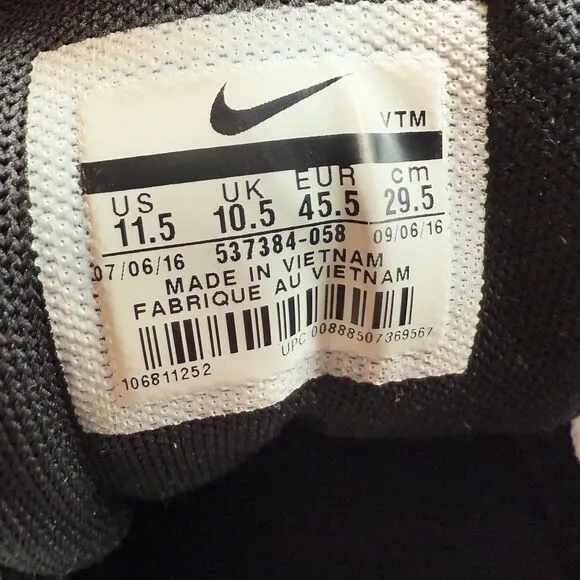 VTM
US UK EUR cm
11.5 10.5 45.5 29.5
07/06/16 537384-058 09/06/16
MADE IN VIETNAM
FABRIQUE AU VIETNAM
106811252 UPC 00888507369567